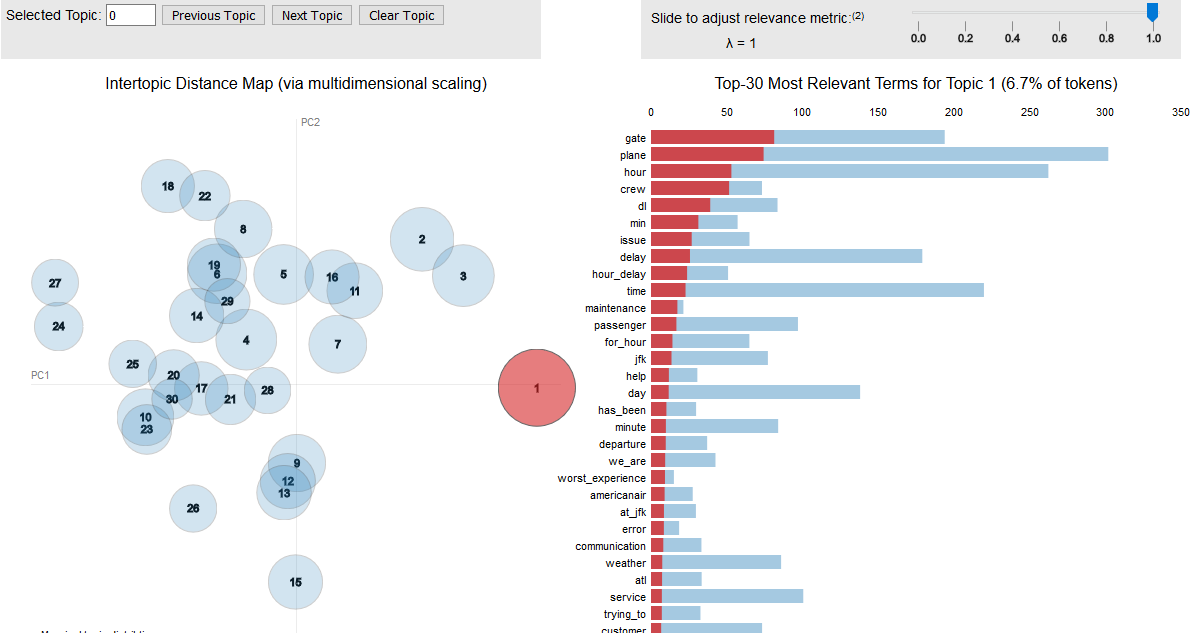 Selected Topic: 0 Previous Topic Next Topic Clear Topic
Slide to adjust relevance metric:(2)
λ = 1
0.0 0.2 0.4 0.6 0.8 1.0
Intertopic Distance Map (via multidimensional scaling)
PC2
PC1
18
22
8
2
19
6
5
16
3
27
11
29
14
24
4
7
25
20
17
28
1
30
21
10
23
9
12
13
26
15
Top-30 Most Relevant Terms for Topic 1 (6.7% of tokens)
0 50 100 150 200 250 300 350
gate
plane
hour
crew
dl
min
issue
delay
hour_delay
time
maintenance
passenger
for_hour
jfk
help
day
has_been
minute
departure
we_are
worst_experience
americanair
at_jfk
error
communication
weather
atl
service
trying_to
customer